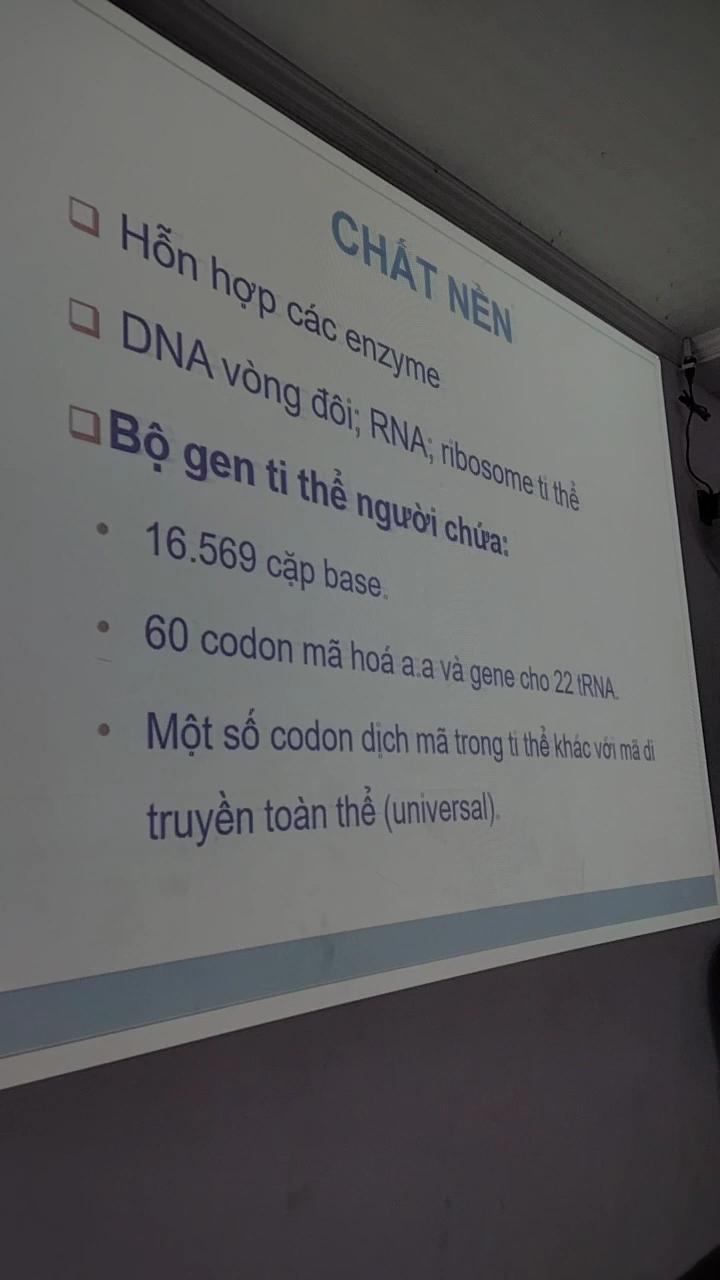 CHẤT NỀN
❑ Hỗn hợp các enzyme
❑ DNA vòng đôi; RNA; ribosome ti thể
❑ Bộ gen ti thể người chứa:
• 16.569 cặp base.
• 60 codon mã hoá a.a và gene cho 22 tRNA.
• Một số codon dịch mã trong ti thể khác với mã di
truyền toàn thể (universal).